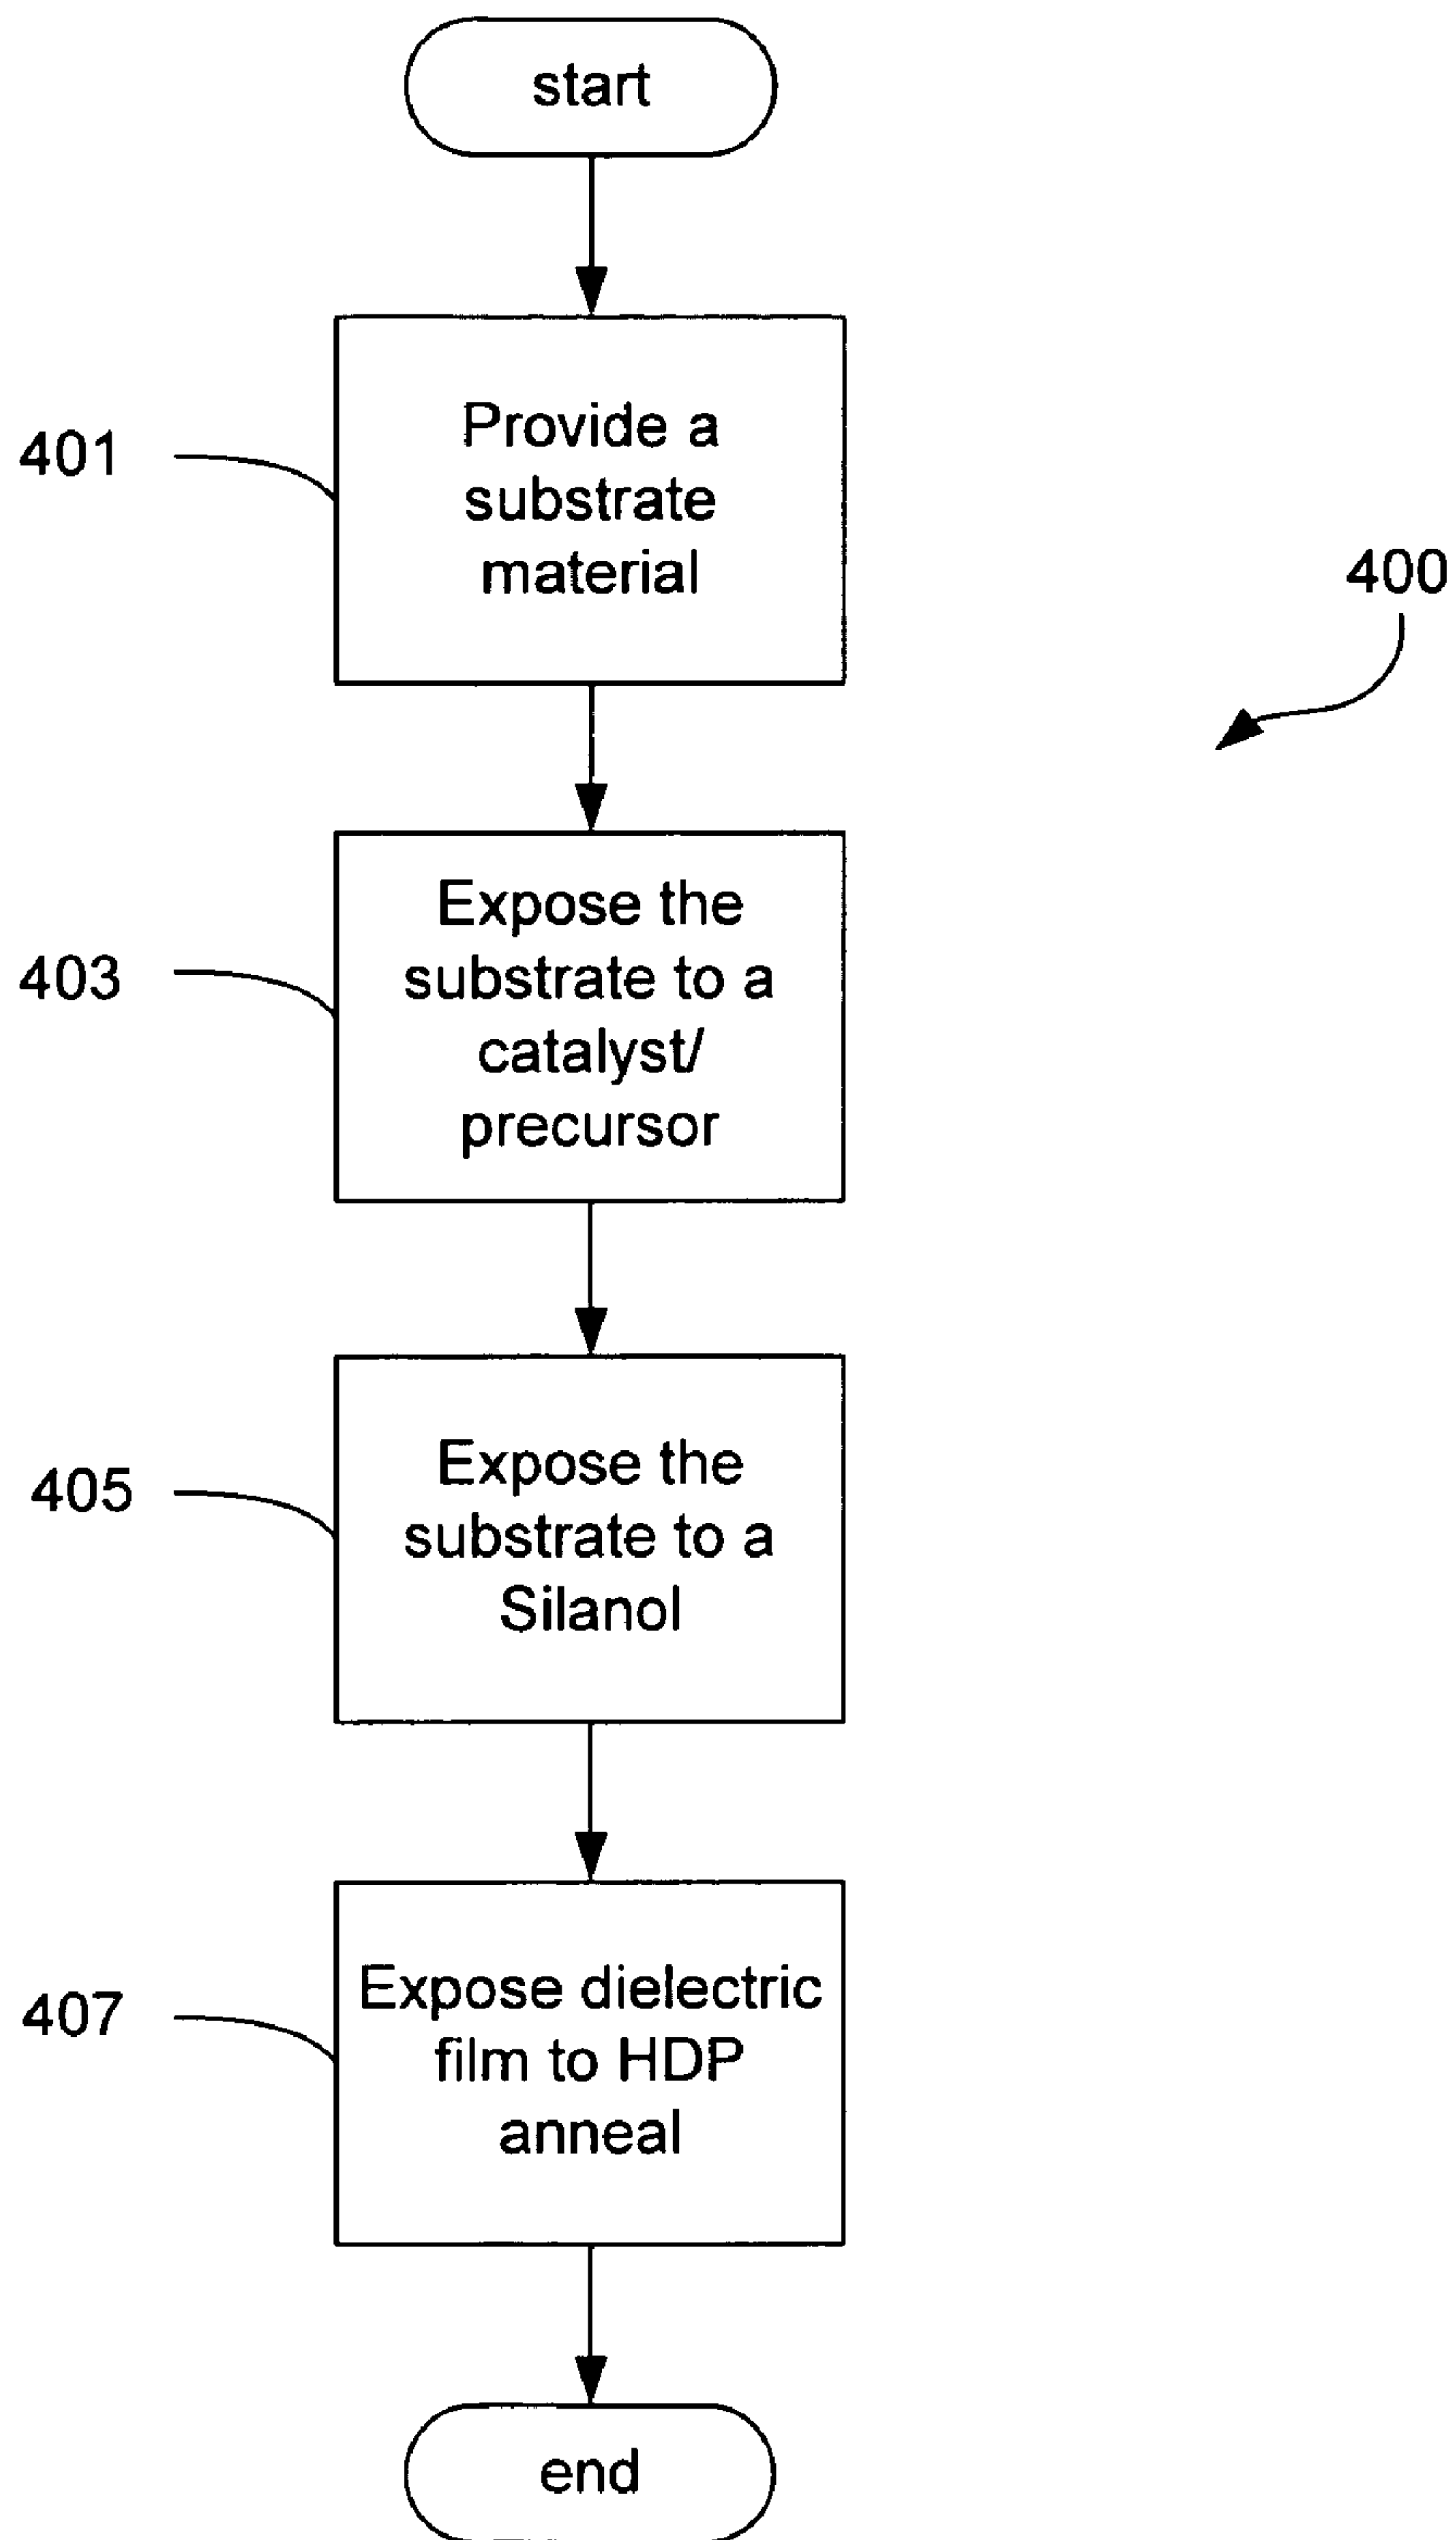 start
401
Provide a
substrate
material
400
403
Expose the
substrate to a
catalyst/
precursor
405
Expose the
substrate to a
Silanol
407
Expose dielectric
film to HDP
anneal
end